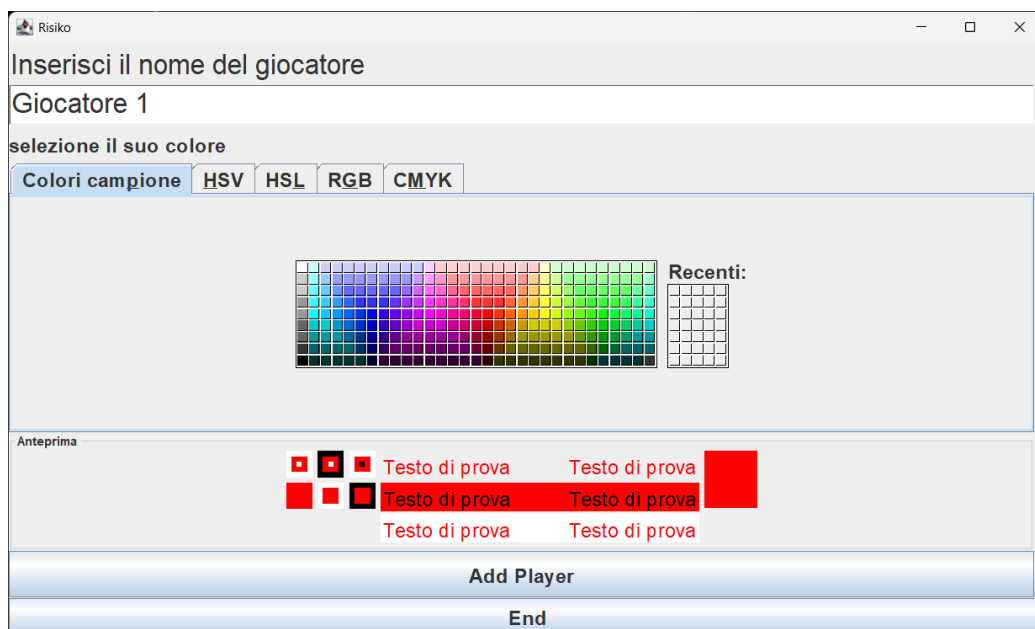 Risiko
Inserisci il nome del giocatore
Giocatore 1
selezione il suo colore
Colori campione HSV HSL RGB CMYK
Recenti:
Anteprima
Testo di prova Testo di prova
Testo di prova Testo di prova
Testo di prova Testo di prova
Add Player
End